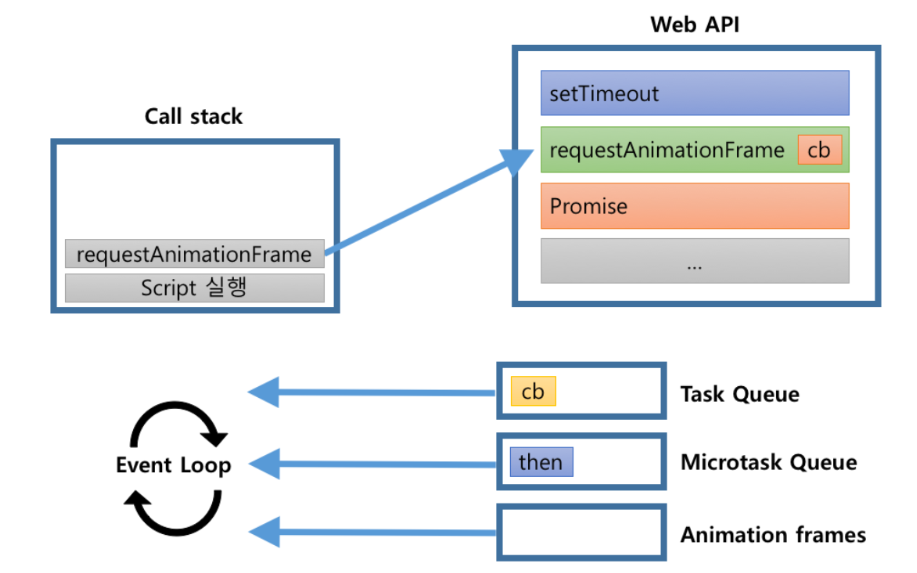 Web API
setTimeout
requestAnimationFrame cb
Promise
...
Call stack
requestAnimationFrame
Script 실행
cb
Task Queue
Event Loop
then
Microtask Queue
Animation frames